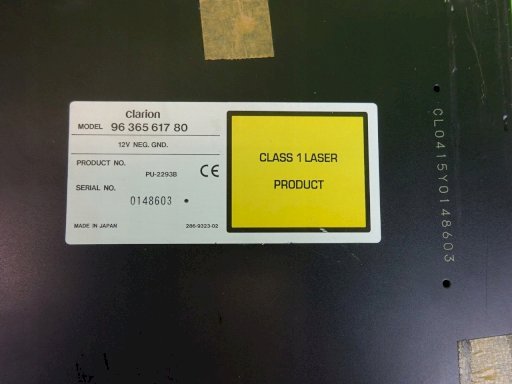 clarion
MODEL 96 365 617 80
12V NEG. GND.
PRODUCT NO.
PU-2293B
CE
SERIAL NO.
0148603
MADE IN JAPAN
286-9323-02
CLASS 1 LASER
PRODUCT
CL0415Y0148603